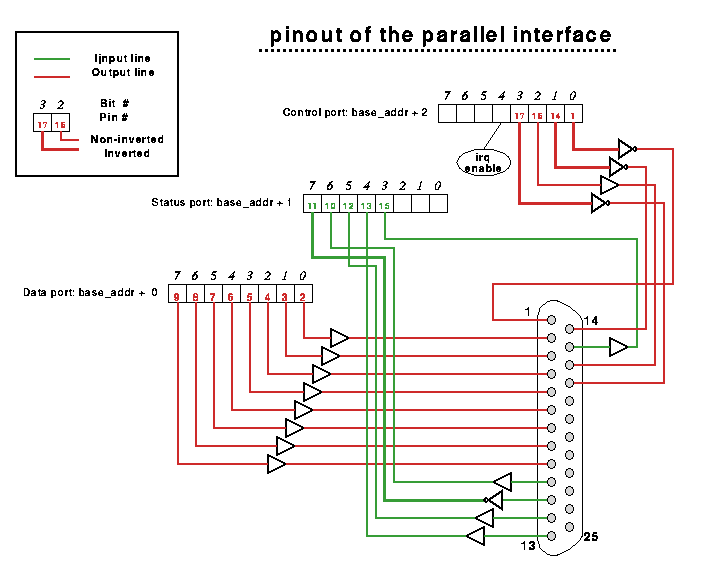 pinout of the parallel interface
Ijnput line
Output line
3 2 Bit #
17 16 Pin #
Non-inverted
Inverted
7 6 5 4 3 2 1 0
Control port: base_addr + 2 17 16 14 1
irq
enable
7 6 5 4 3 2 1 0
Status port: base_addr + 1 11 10 12 13 15
7 6 5 4 3 2 1 0
Data port: base_addr + 0 9 8 7 6 5 4 3 2
1 14
13 25